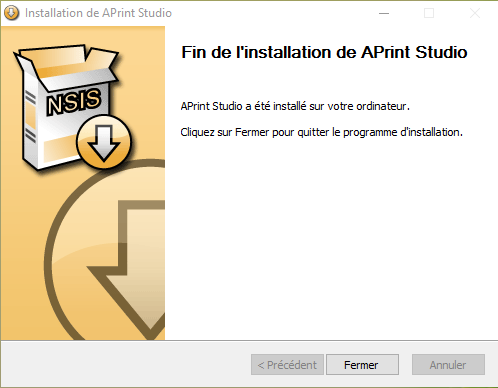 Installation de APrint Studio
NSIS
Fin de l'installation de APrint Studio
APrint Studio a été installé sur votre ordinateur.
Cliquez sur Fermer pour quitter le programme d'installation.
< Précédent
Fermer
Annuler